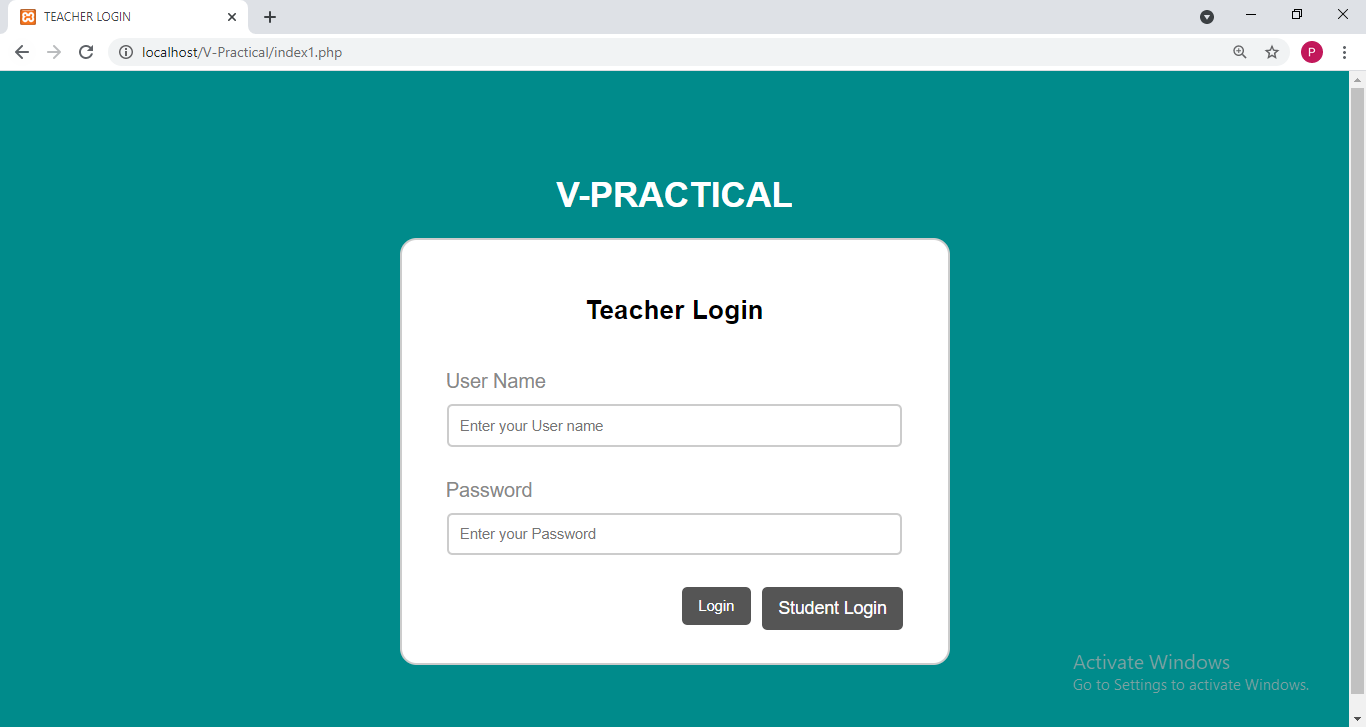 TEACHER LOGIN
localhost/V-Practical/index1.php
P
V-PRACTICAL
Teacher Login
User Name
Enter your User name
Password
Enter your Password
Login Student Login
Activate Windows
Go to Settings to activate Windows.